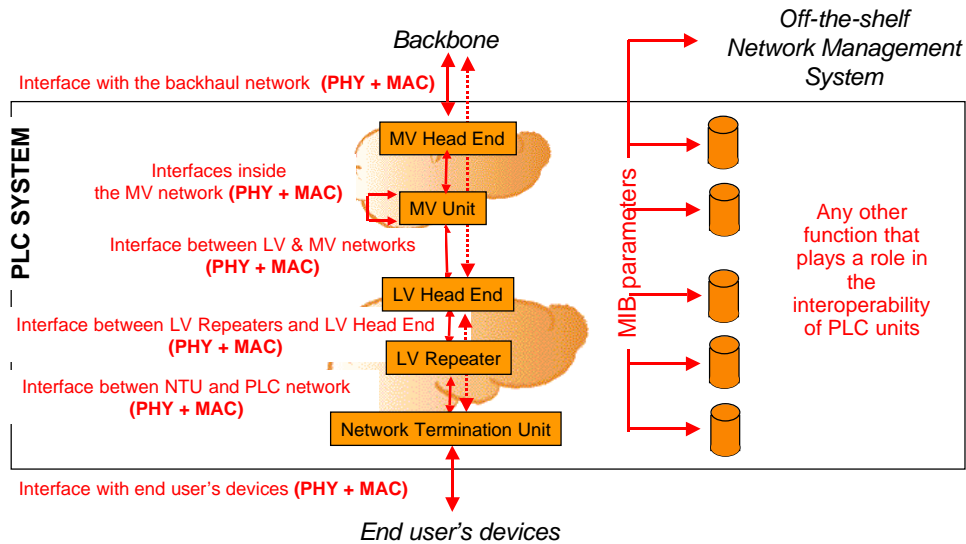 Backbone
Off-the-shelf
Network Management
System
Interface with the backhaul network (PHY + MAC)
PLC SYSTEM
MV Head End
Interfaces inside
the MV network (PHY + MAC)
MV Unit
Interface between LV & MV networks
(PHY + MAC)
LV Head End
Interface between LV Repeaters and LV Head End
(PHY + MAC)
LV Repeater
Interface betwen NTU and PLC network
(PHY + MAC)
Network Termination Unit
Interface with end user's devices (PHY + MAC)
End user's devices
MIB parameters
Any other
function that
plays a role in
the
interoperability
of PLC units